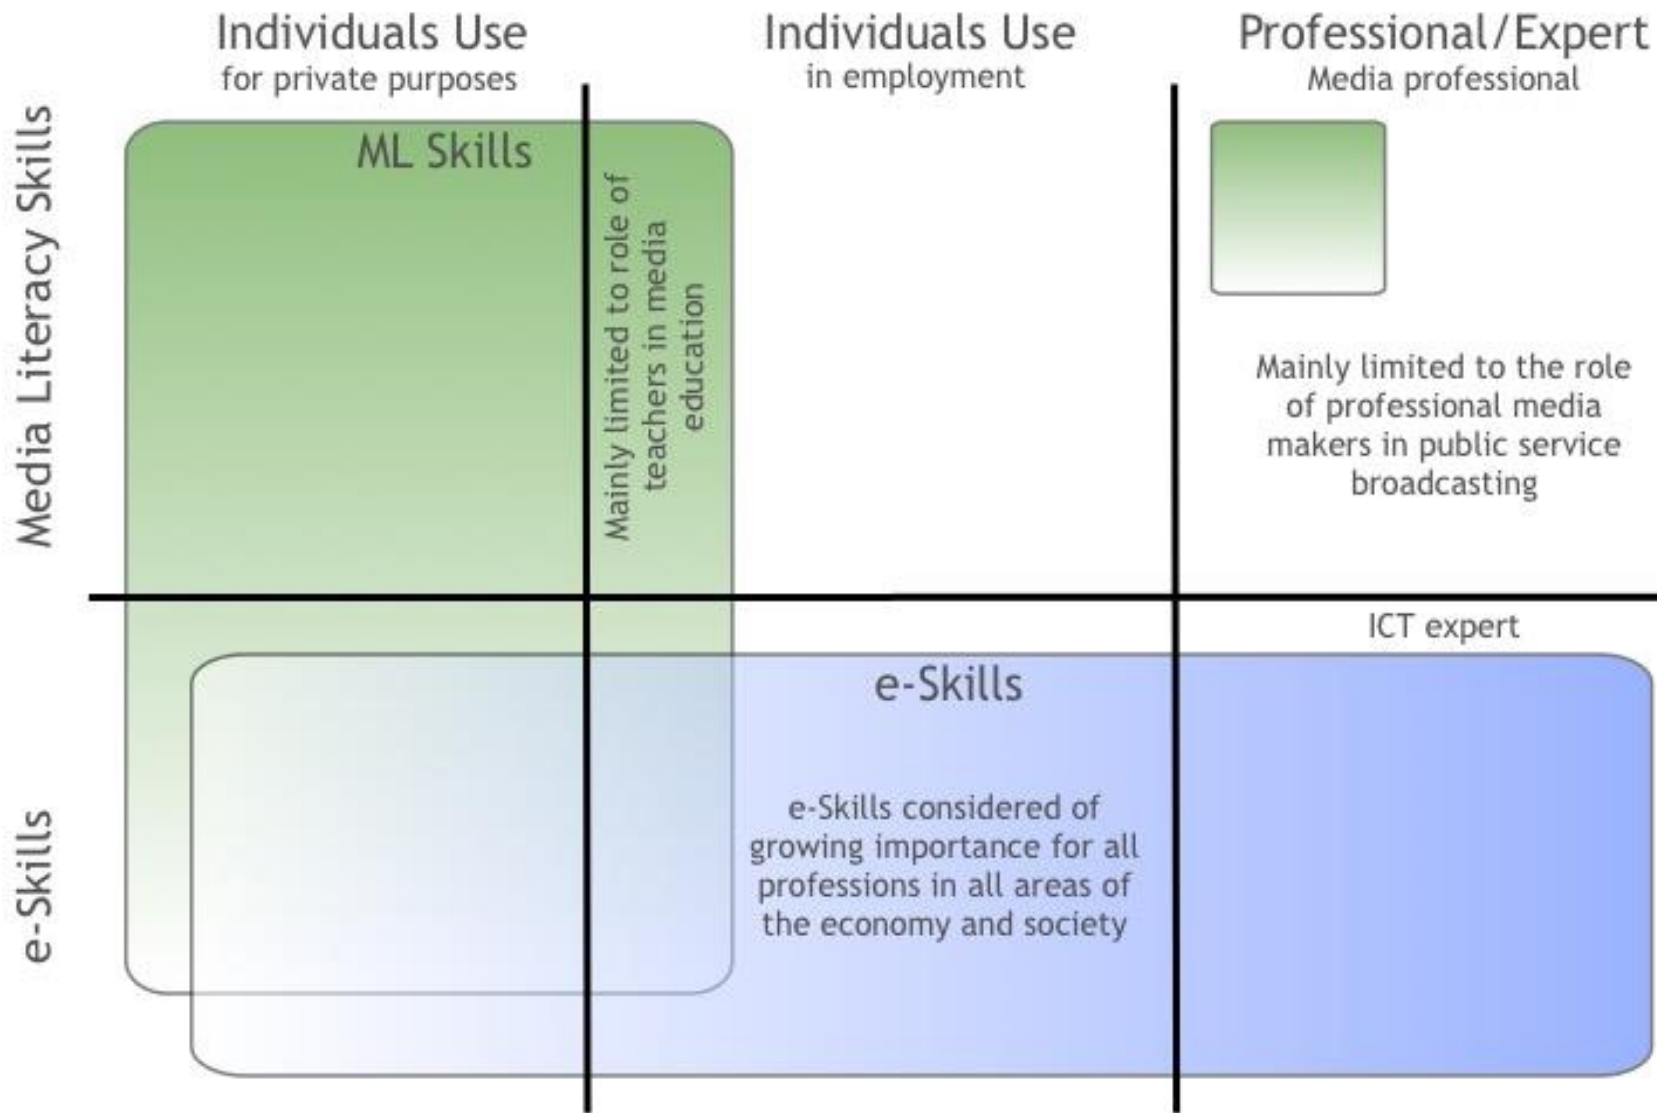 Individuals Use
for private purposes
Individuals Use
in employment
Professional/Expert
Media professional
Media Literacy Skills
ML Skills
Mainly limited to role of
teachers in media
education
Mainly limited to the role
of professional media
makers in public service
broadcasting
ICT expert
e-Skills
e-Skills
e-Skills considered of
growing importance for all
professions in all areas of
the economy and society